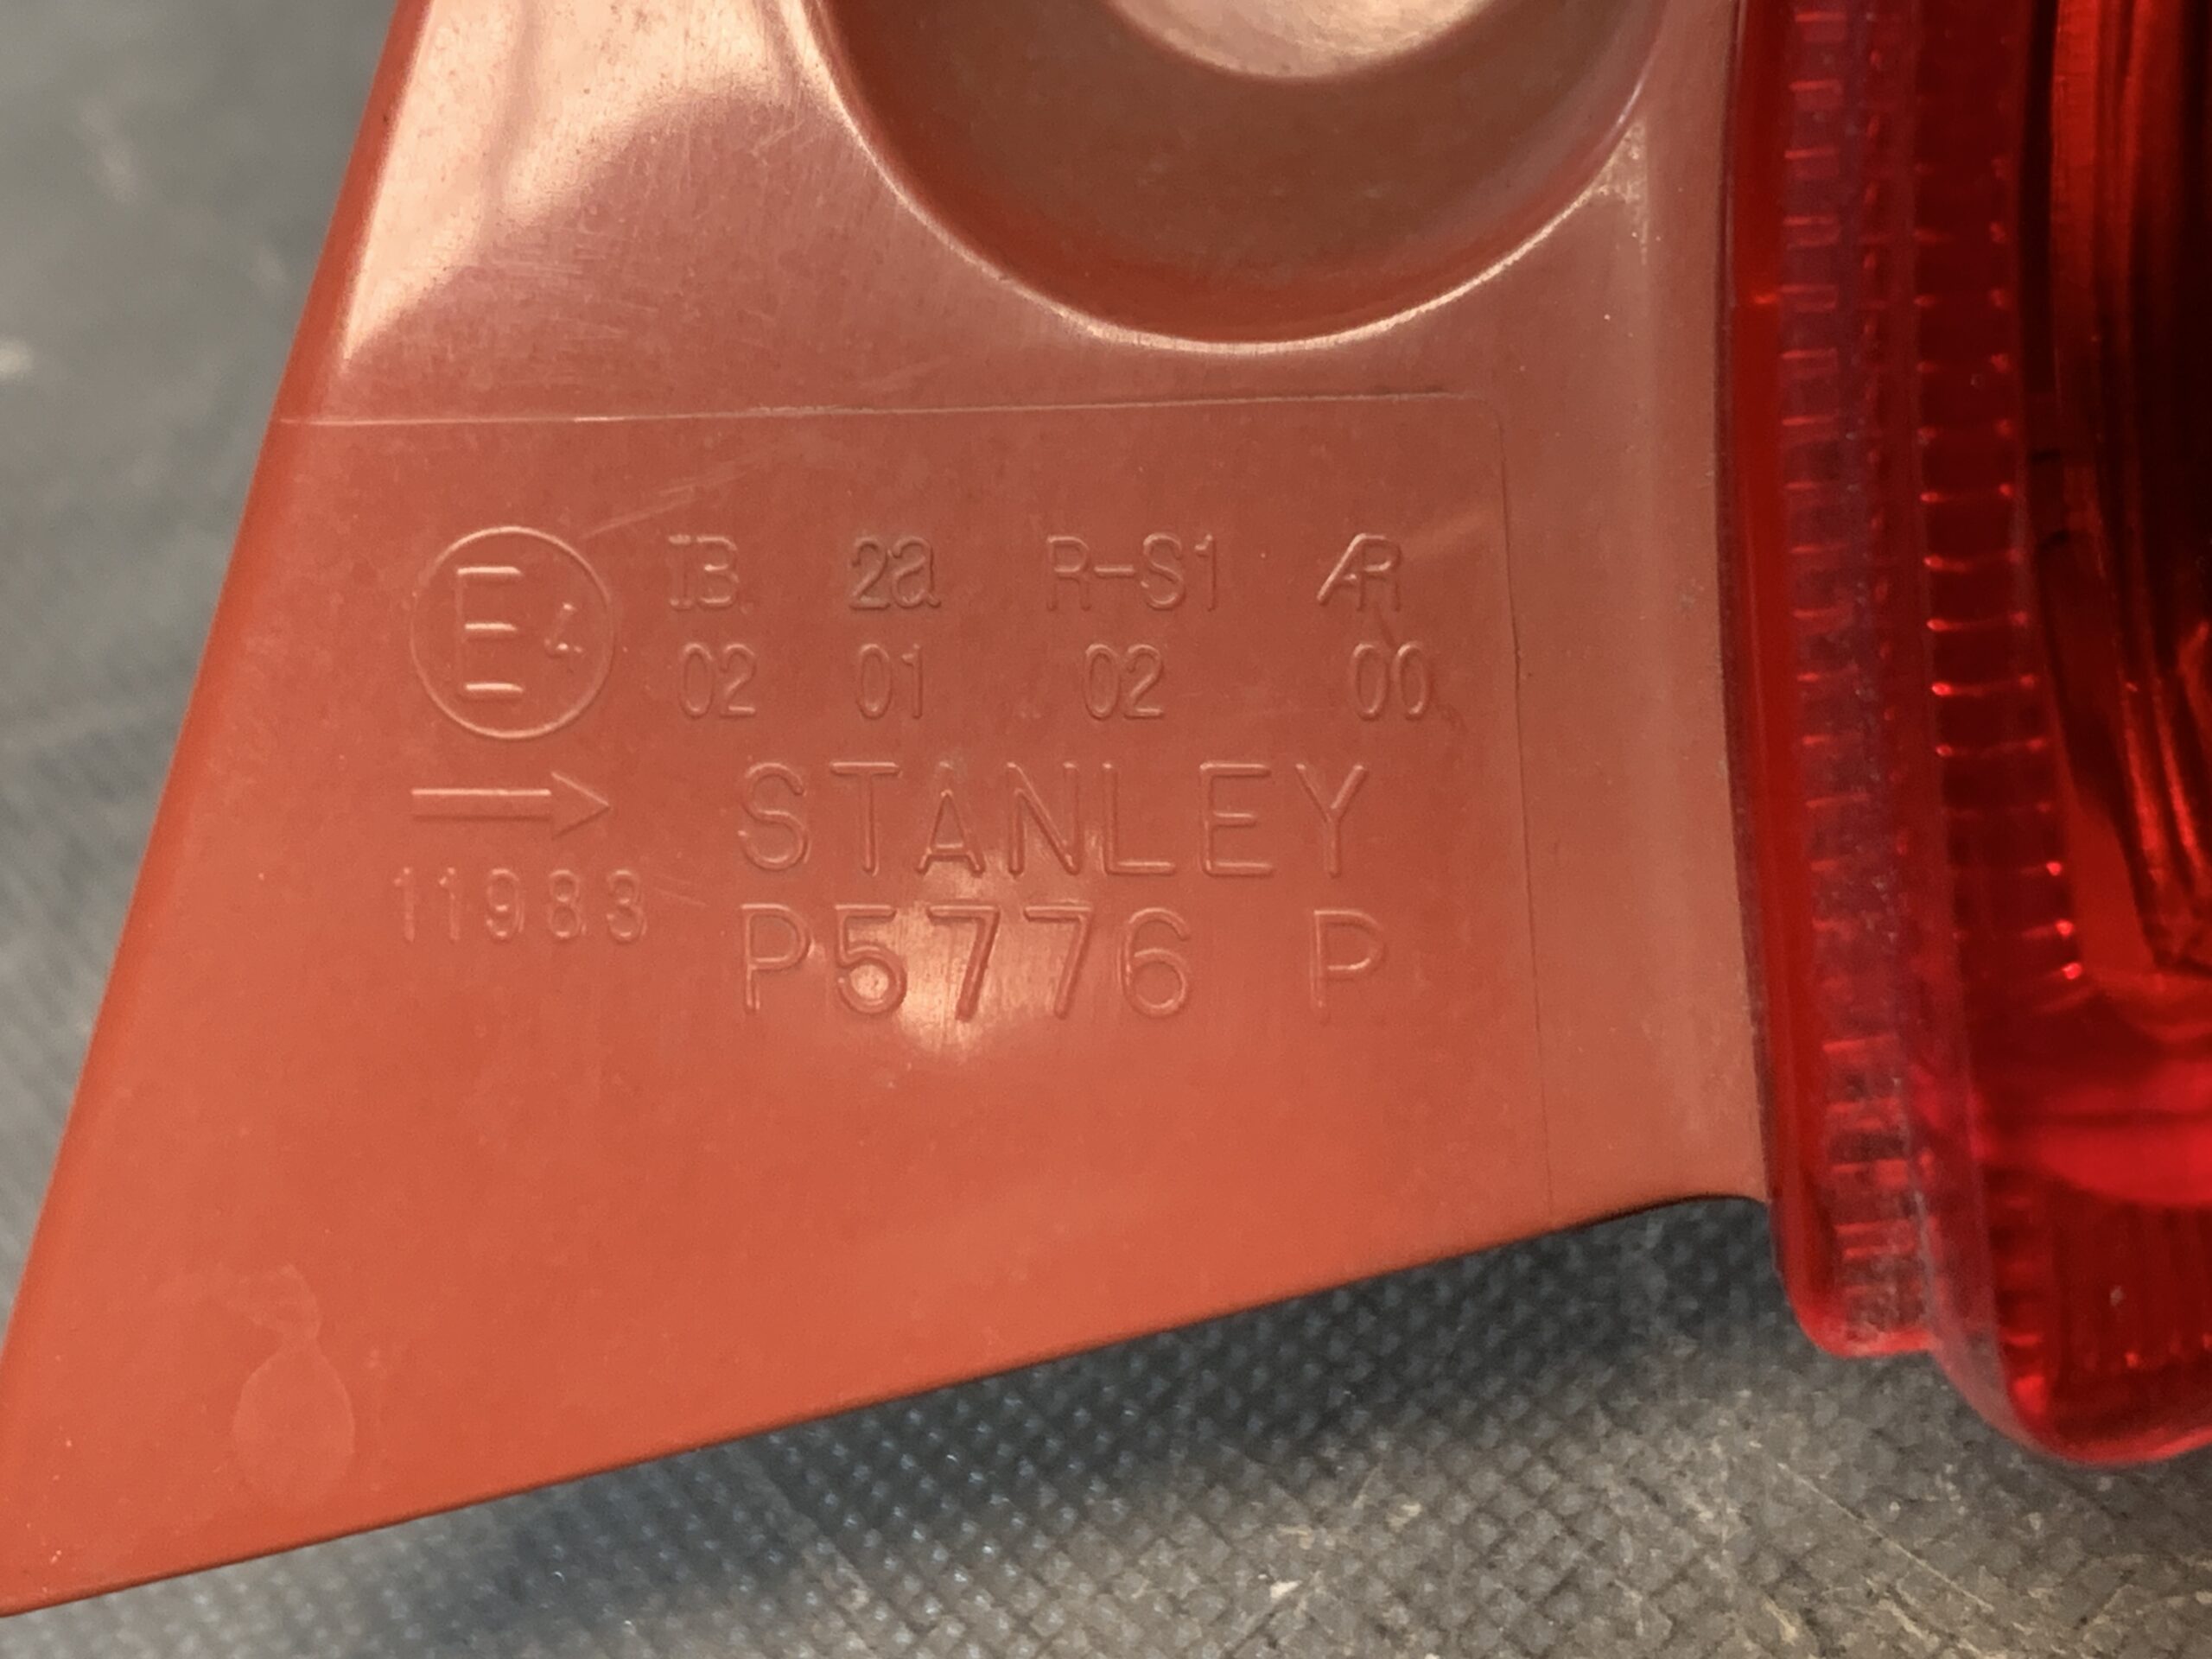 E4 IB 2a R-S1 AR
02 01 02 00
→ STANLEY
11983 P5776 P